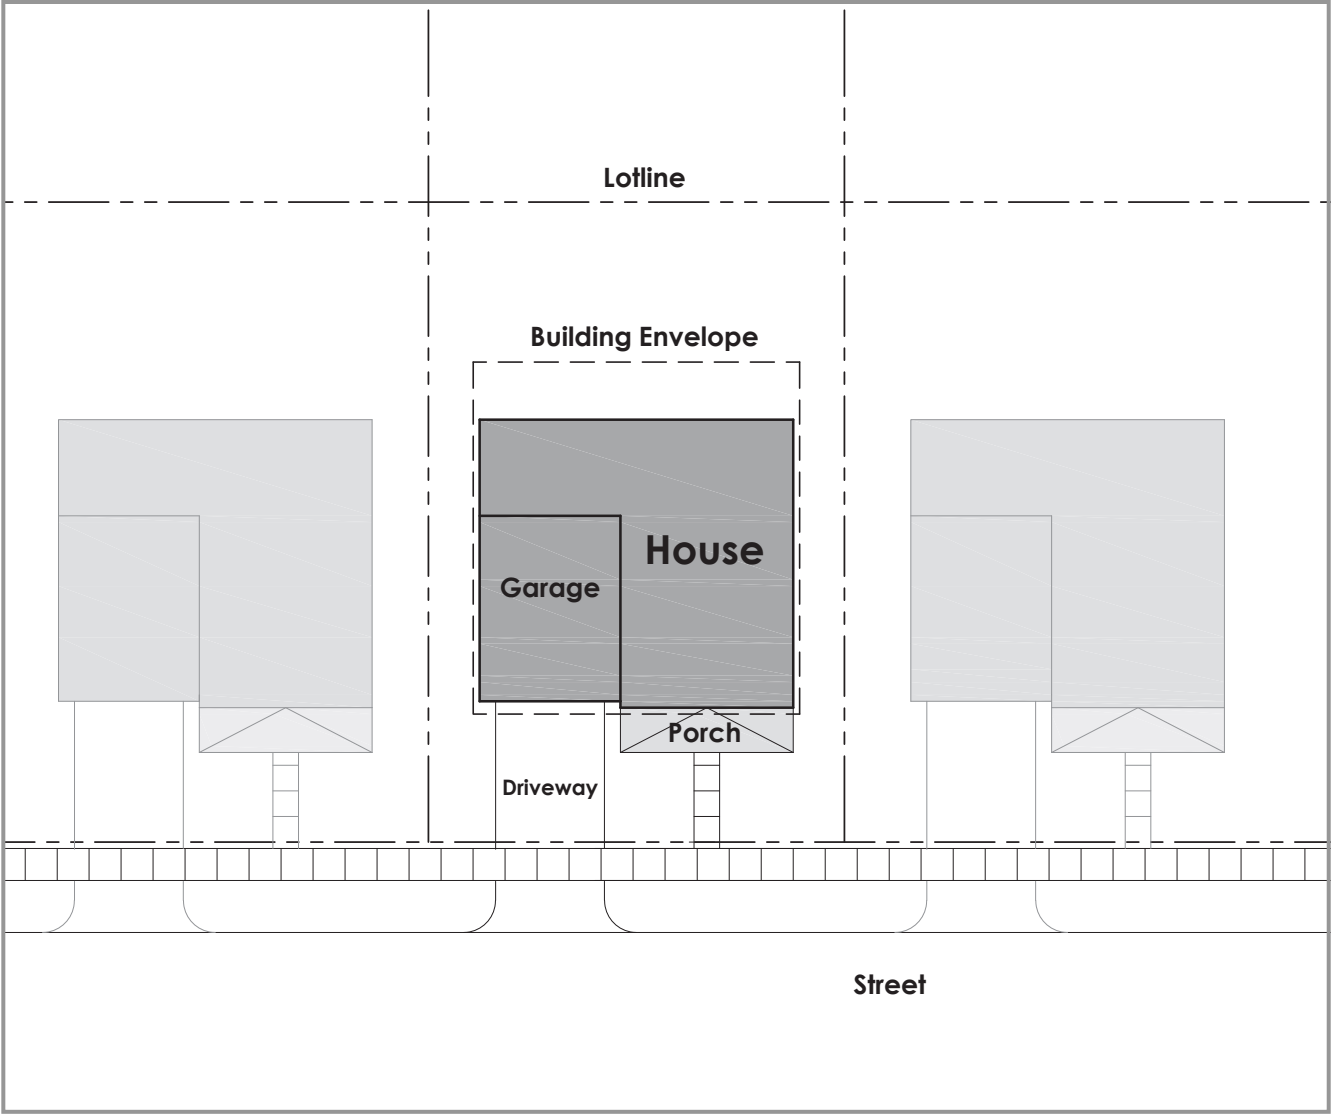 Lotline
Building Envelope
House
Garage
Porch
Driveway
Street